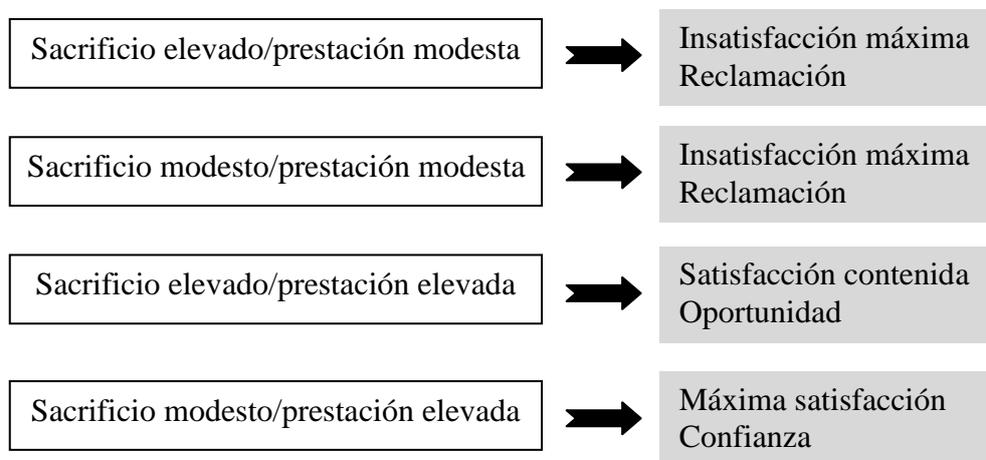 Sacrificio elevado/prestación modesta
Insatisfacción máxima
Reclamación
Sacrificio modesto/prestación modesta
Insatisfacción máxima
Reclamación
Sacrificio elevado/prestación elevada
Satisfacción contenida
Oportunidad
Sacrificio modesto/prestación elevada
Máxima satisfacción
Confianza